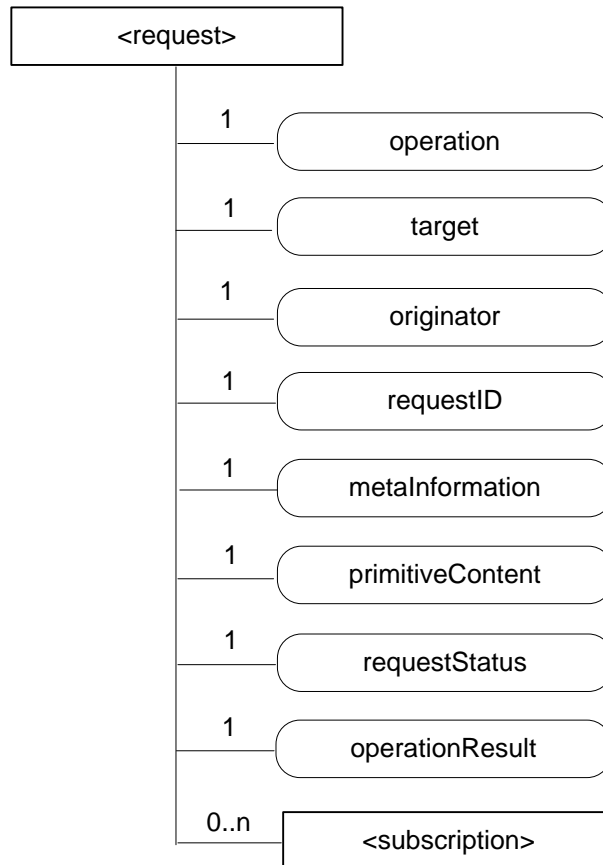 <request>
1
operation
1
target
1
originator
1
requestID
1
metaInformation
1
primitiveContent
1
requestStatus
1
operationResult
0..n
<subscription>